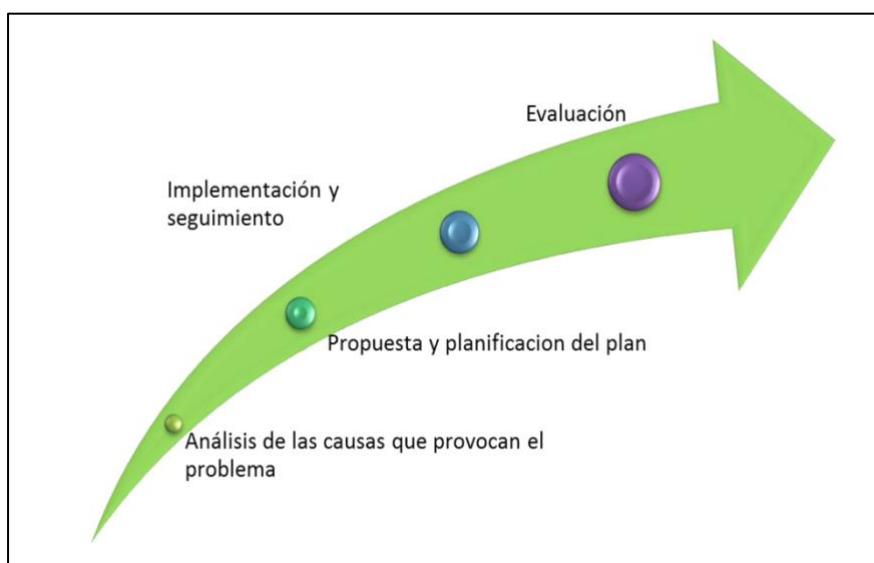 Evaluación
Implementación y
seguimiento
Propuesta y planificacion del plan
Análisis de las causas que provocan el
problema